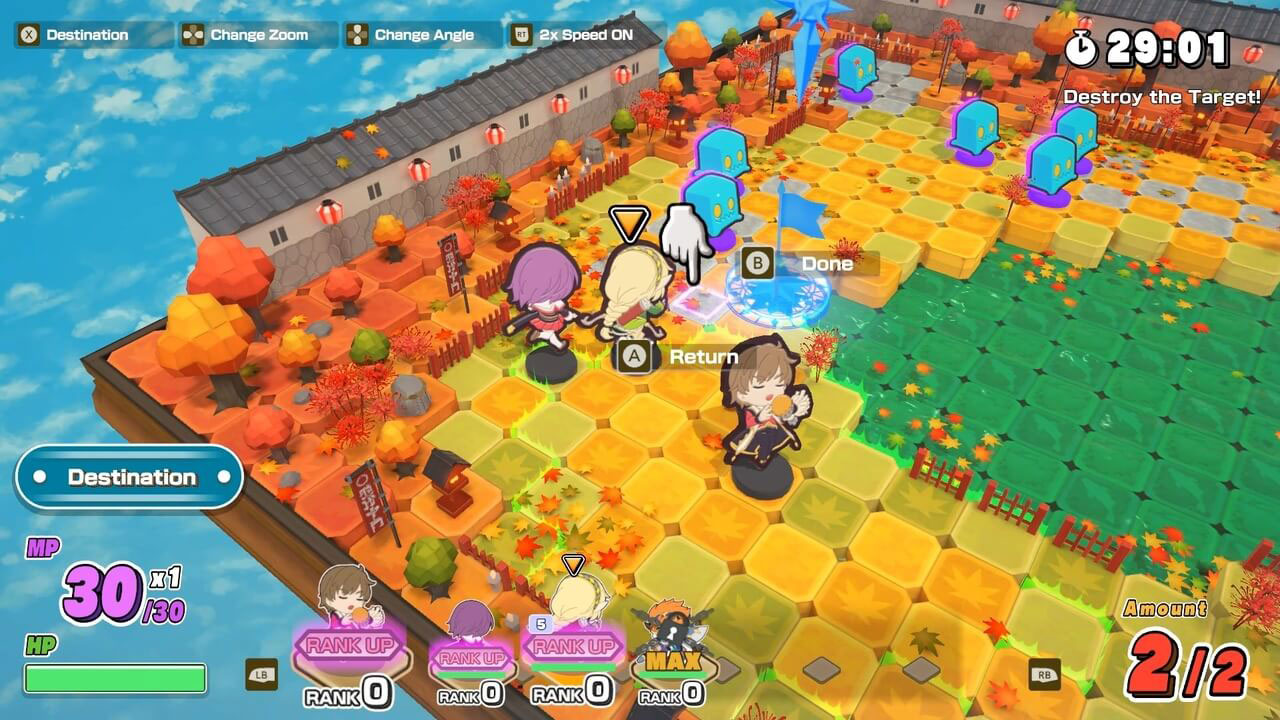 X Destination
Change Zoom
Change Angle
RT 2x Speed ON
29:01
Destroy the Target!
B Done
A Return
Destination
MP
30 x1
/30
HP
LB
RANK UP
RANK 0
RANK UP
RANK 0
5
RANK UP
RANK 0
MAX
RANK 0
RB
Amount
2/2